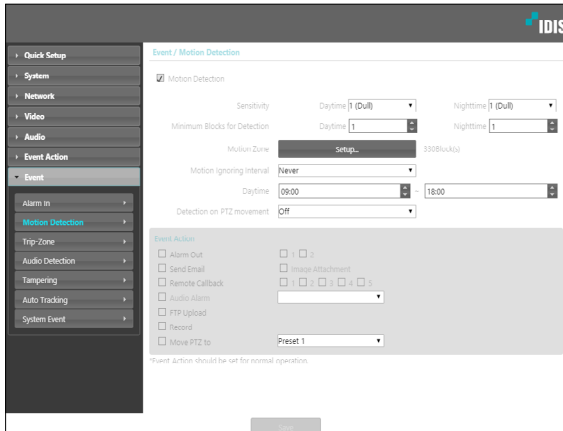 IDIS
Quick Setup
System
Network
Video
Audio
Event Action
Event
Alarm In
Motion Detection
Trip-Zone
Audio Detection
Tampering
Auto Tracking
System Event
Event / Motion Detection
Motion Detection
Sensitivity Daytime 1 (Dull) Nighttime 1 (Dull)
Minimum Blocks for Detection Daytime 1 Nighttime 1
Motion Zone Setup... 330Block(s)
Motion Ignoring Interval Never
Daytime 09:00 ~ 18:00
Detection on PTZ movement Off
Event Action
Alarm Out 1 2
Send Email Image Attachment
Remote Callback 1 2 3 4 5
Audio Alarm
FTP Upload
Record
Move PTZ to Preset 1
*Event Action should be set for normal operation.
Save